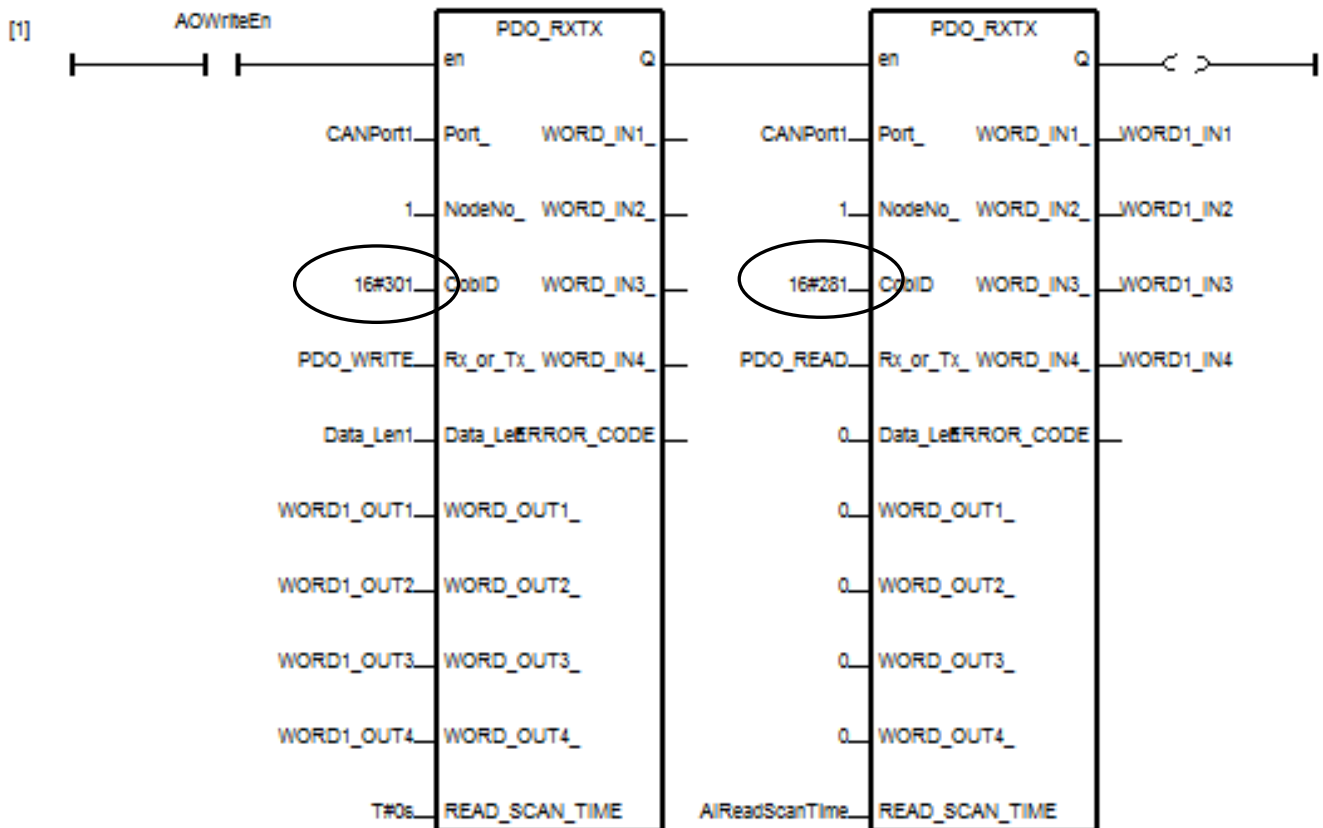 [1] AOWriteEn PDO_RXTX PDO_RXTX
en Q en Q
CANPort1 Port_ WORD_IN1_ CANPort1 Port_ WORD_IN1_ WORD1_IN1
1 NodeNo_ WORD_IN2_ 1 NodeNo_ WORD_IN2_ WORD1_IN2
16#301 CobID WORD_IN3_ 16#281 CobID WORD_IN3_ WORD1_IN3
PDO_WRITE Rx_or_Tx_ WORD_IN4_ PDO_READ Rx_or_Tx_ WORD_IN4_ WORD1_IN4
Data_Len1 Data_Len ERROR_CODE 0 Data_Len ERROR_CODE
WORD1_OUT1 WORD_OUT1_ 0 WORD_OUT1_
WORD1_OUT2 WORD_OUT2_ 0 WORD_OUT2_
WORD1_OUT3 WORD_OUT3_ 0 WORD_OUT3_
WORD1_OUT4 WORD_OUT4_ 0 WORD_OUT4_
T#0s READ_SCAN_TIME AIReadScanTime READ_SCAN_TIME